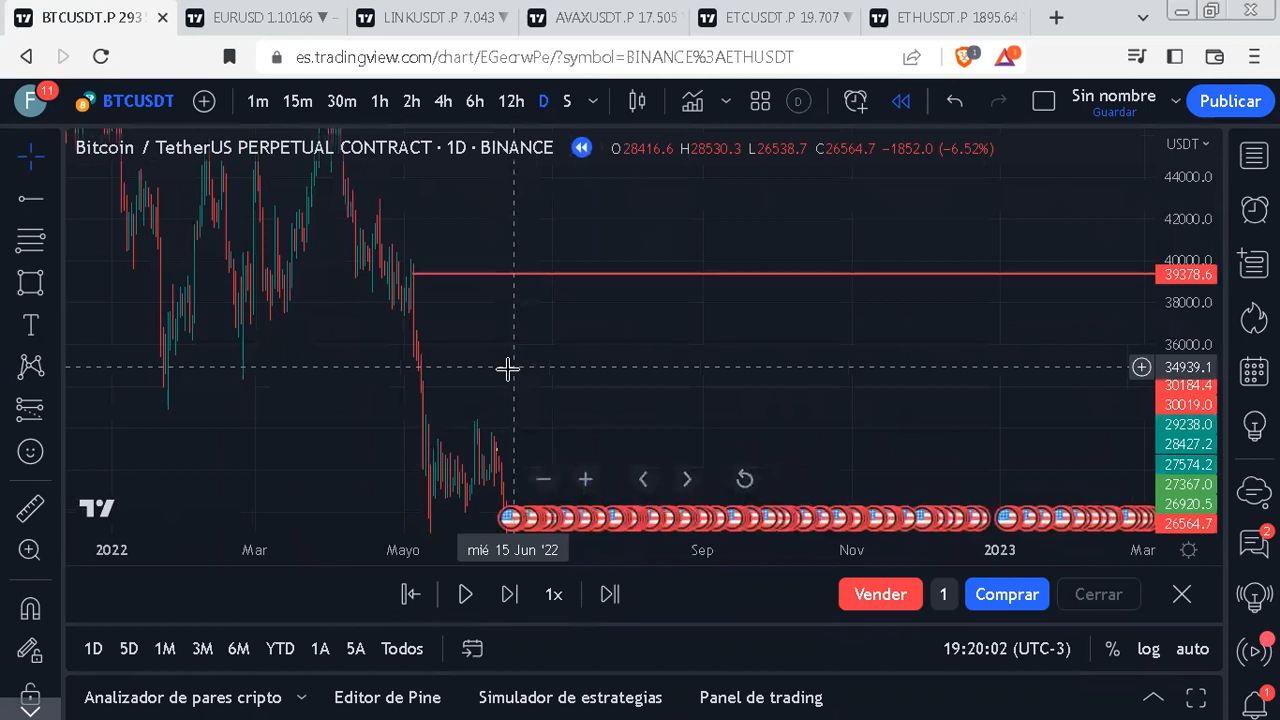 BTCUSDT.P 293
EURUSD 1.10166 ▼ −
LINKUSDT.P 7.043 ▼
AVAXUSDT.P 17.505
ETCUSDT.P 19.707 ▼
ETHUSDT.P 1895.64
es.tradingview.com/chart/EGecrwPe/?symbol=BINANCE%3AETHUSDT
1
F
11
BTCUSDT
1m 15m 30m 1h 2h 4h 6h 12h D S
D
Sin nombre
Guardar
Publicar
Bitcoin / TetherUS PERPETUAL CONTRACT · 1D · BINANCE
O28416.6 H28530.3 L26538.7 C26564.7 −1852.0 (−6.52%)
USDT
44000.0
42000.0
40000.0
39378.6
38000.0
36000.0
34939.1
30184.4
30019.0
29238.0
28427.2
27574.2
27367.0
26920.5
26564.7
2022 Mar Mayo mié 15 Jun '22 Sep Nov 2023 Mar
1x
Vender 1 Comprar Cerrar
1D 5D 1M 3M 6M YTD 1A 5A Todos
19:20:02 (UTC-3) % log auto
Analizador de pares cripto Editor de Pine Simulador de estrategias Panel de trading
2
1